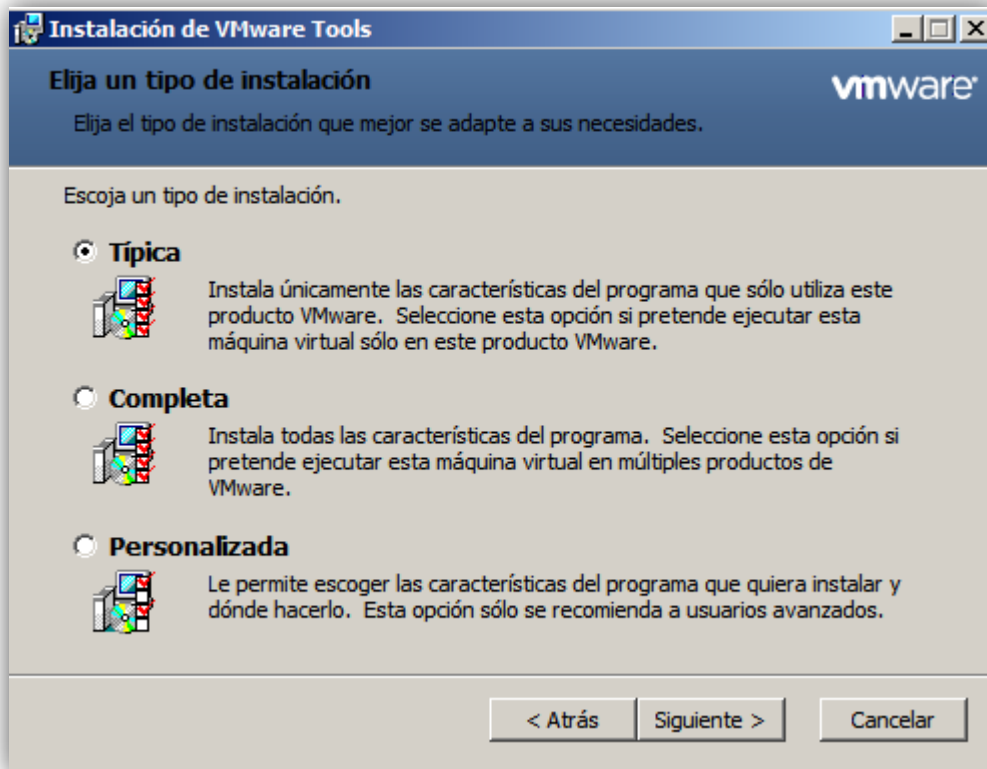 Instalación de VMware Tools
Elija un tipo de instalación
vmware
Elija el tipo de instalación que mejor se adapte a sus necesidades.
Escoja un tipo de instalación.
Típica
Instala únicamente las características del programa que sólo utiliza este
producto VMware. Seleccione esta opción si pretende ejecutar esta
máquina virtual sólo en este producto VMware.
Completa
Instala todas las características del programa. Seleccione esta opción si
pretende ejecutar esta máquina virtual en múltiples productos de
VMware.
Personalizada
Le permite escoger las características del programa que quiera instalar y
dónde hacerlo. Esta opción sólo se recomienda a usuarios avanzados.
< Atrás Siguiente > Cancelar